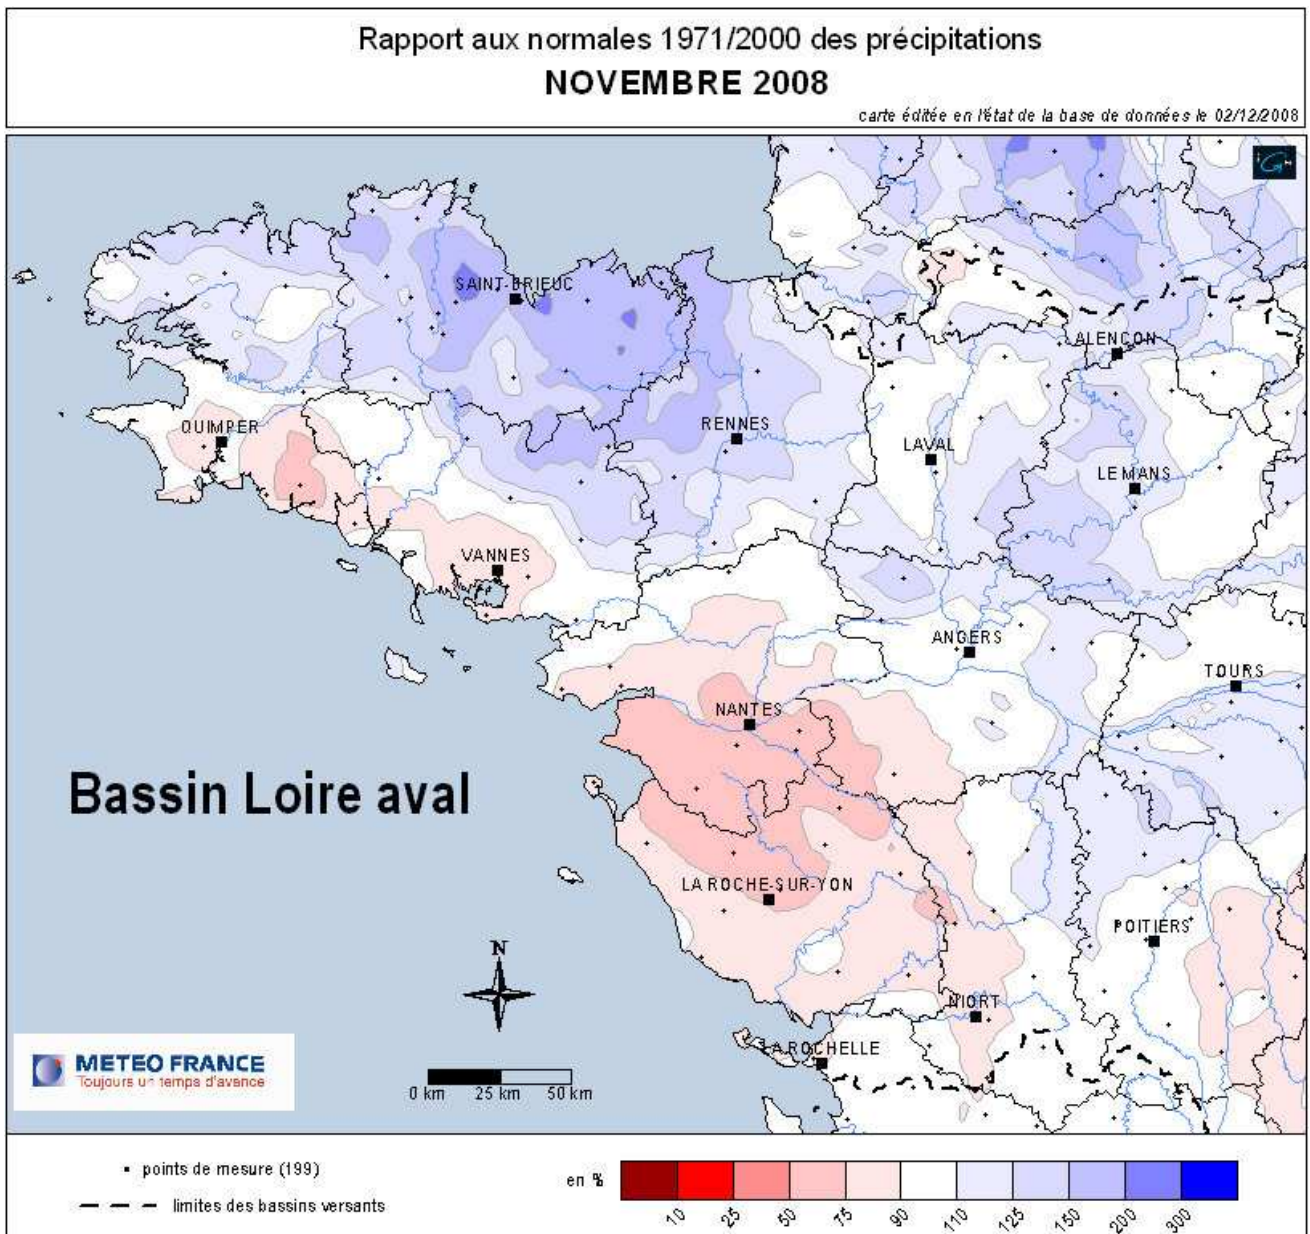 Rapport aux normales 1971/2000 des précipitations
NOVEMBRE 2008
carte éditée en l'état de la base de données le 02/12/2008
SAINT-BRIEUC
ALENCON
QUIMPER
RENNES
LAVAL
LE MANS
VANNES
ANGERS
TOURS
NANTES
Bassin Loire aval
LA ROCHE-SUR-YON
POITIERS
N
NIORT
LA ROCHELLE
METEO FRANCE
Toujours un temps d'avance
0 km 25 km 50 km
points de mesure (199)
limites des bassins versants
en %
10 25 50 75 90 110 125 150 200 300